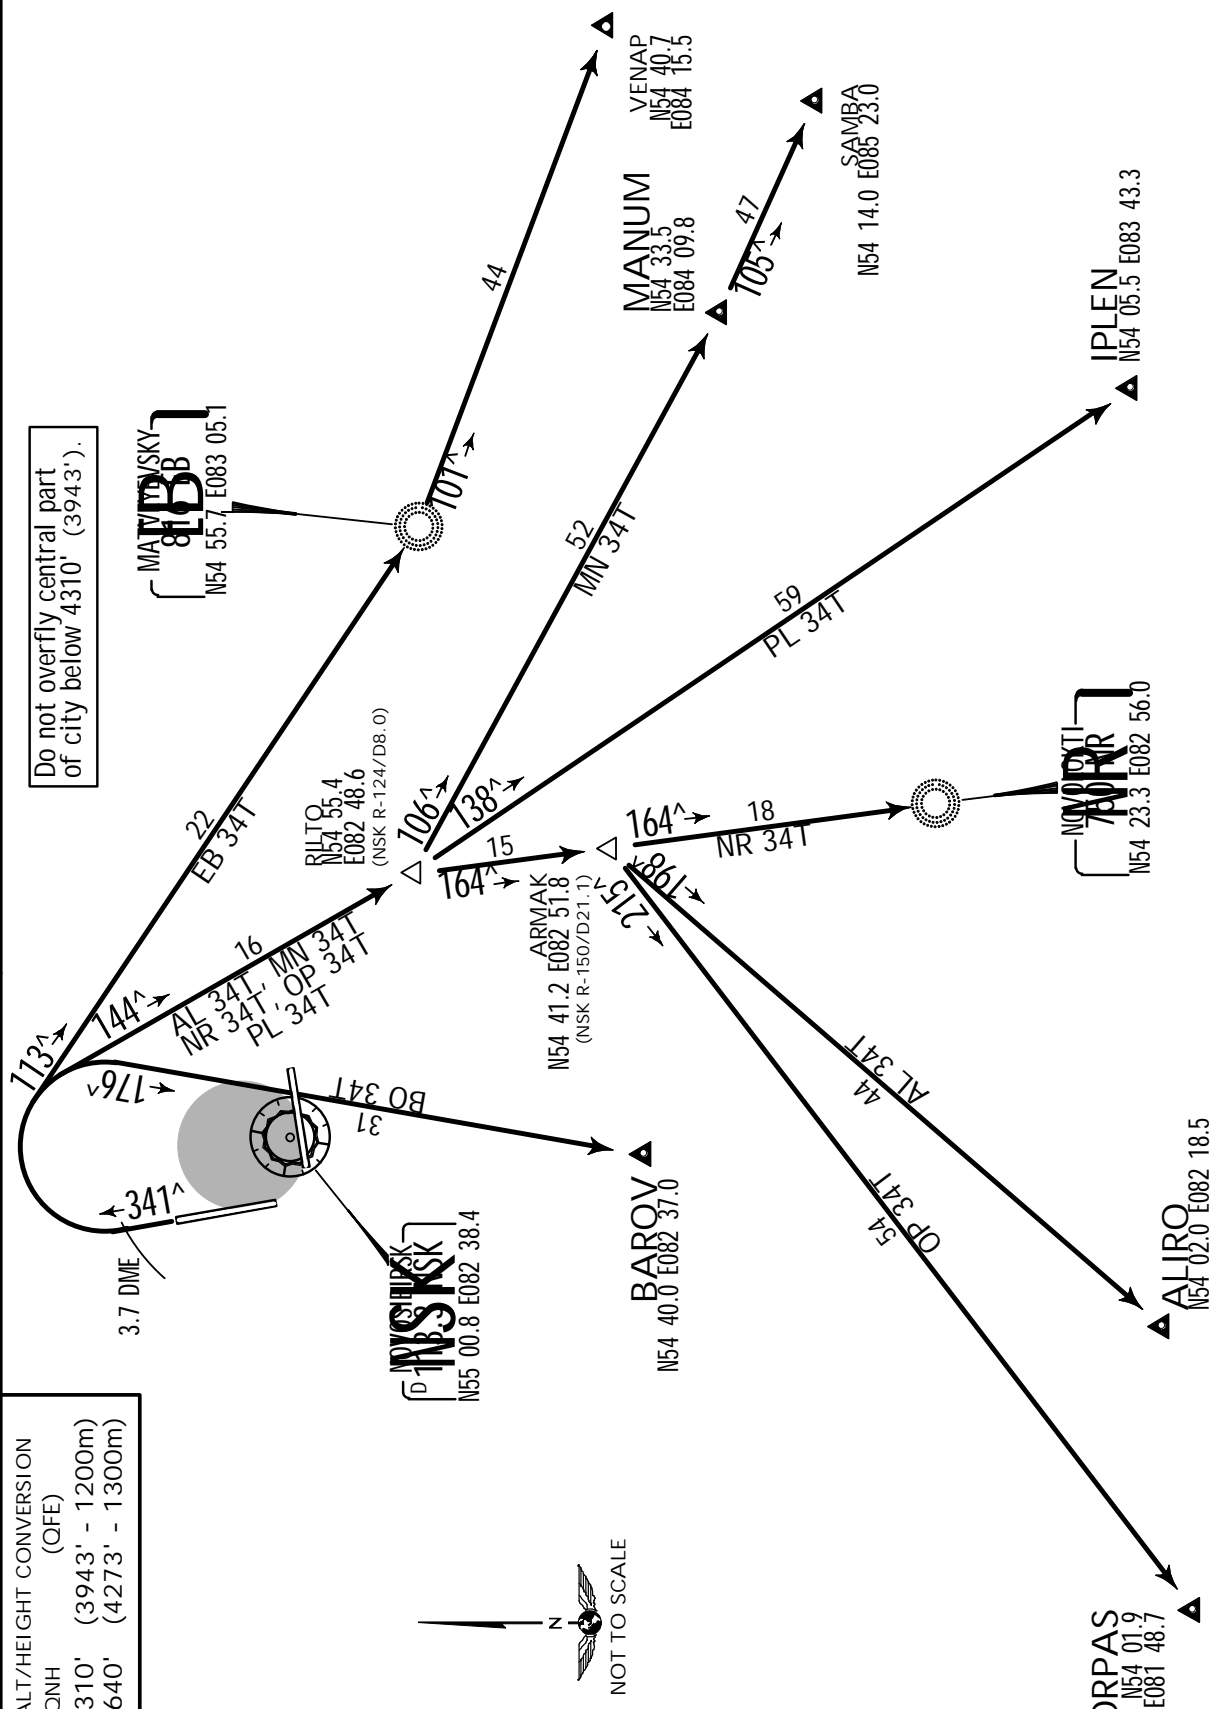 Do not overfly central part
of city below 4310' (3943').
VENAP
N54 40.7
E084 15.5
SAMBA
N54 14.0 E085 23.0
MANUM
N54 33.5
E084 09.8
IPLEN
N54 05.5 E083 43.3
MATVIYEVSKY
EB
N54 55.7 E083 05.1
44
101^
47
105^
52
MN 34T
59
PL 34T
22
EB 34T
113^
RILTO
N54 55.4
E082 48.6
(NSK R-124/D8.0)
106^
138^
16
144^
AL 34T, MN 34T
NR 34T, OP 34T
PL 34T
15
164^
ARMAK
N54 41.2 E082 51.8
(NSK R-150/D21.1)
164^
18
NR 34T
NR
N54 23.3 E082 56.0
198^
215^
44
AL 34T
54
OP 34T
176^
31
BO 34T
341^
3.7 DME
NOVOSIBIRSK
D
NSK
N55 00.8 E082 38.4
BAROV
N54 40.0 E082 37.0
ALIRO
N54 02.0 E082 18.5
ORPAS
N54 01.9
E081 48.7
ALT/HEIGHT CONVERSION
QNH (QFE)
310' (3943' - 1200m)
640' (4273' - 1300m)
N
NOT TO SCALE